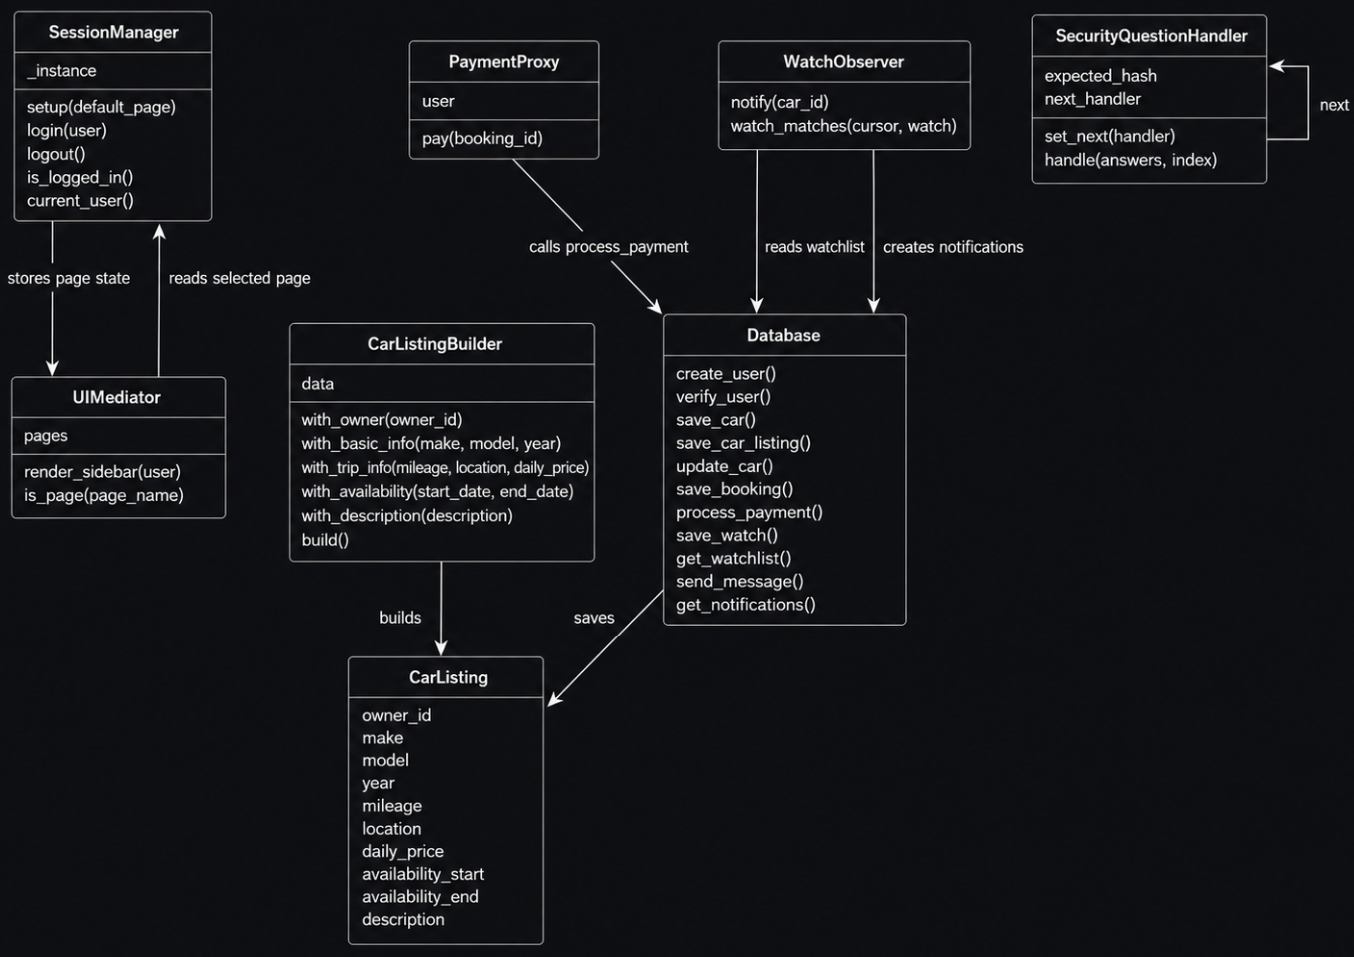 SessionManager
_instance
setup(default_page)
login(user)
logout()
is_logged_in()
current_user()
stores page state
reads selected page
UIMediator
pages
render_sidebar(user)
is_page(page_name)
PaymentProxy
user
pay(booking_id)
calls process_payment
WatchObserver
notify(car_id)
watch_matches(cursor, watch)
reads watchlist
creates notifications
SecurityQuestionHandler
expected_hash
next_handler
set_next(handler)
handle(answers, index)
next
CarListingBuilder
data
with_owner(owner_id)
with_basic_info(make, model, year)
with_trip_info(mileage, location, daily_price)
with_availability(start_date, end_date)
with_description(description)
build()
builds
Database
create_user()
verify_user()
save_car()
save_car_listing()
update_car()
save_booking()
process_payment()
save_watch()
get_watchlist()
send_message()
get_notifications()
saves
CarListing
owner_id
make
model
year
mileage
location
daily_price
availability_start
availability_end
description